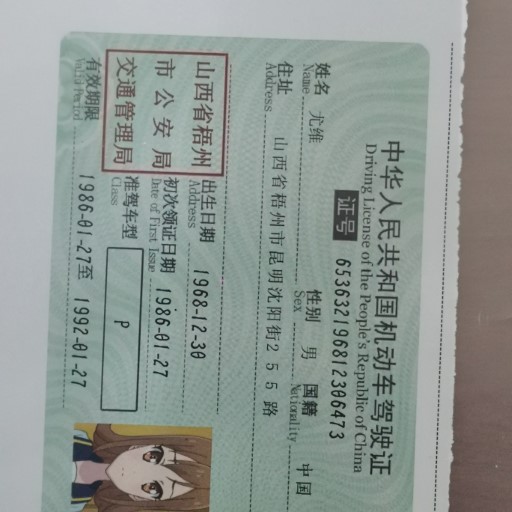 中华人民共和国机动车驾驶证
Driving License of the People's Republic of China
证号 653632196812306473
姓名 尤维 性别 男 国籍 中国
Name Sex Nationality
住址 山西省梧州市昆明沈阳街255路
Address
山西省梧州
市公安局
交通管理局
出生日期 1968-12-30
Address
初次领证日期 1986-01-27
Date of First Issue
准驾车型 P
Class
有效期限 1986-01-27至 1992-01-27
Valid Period